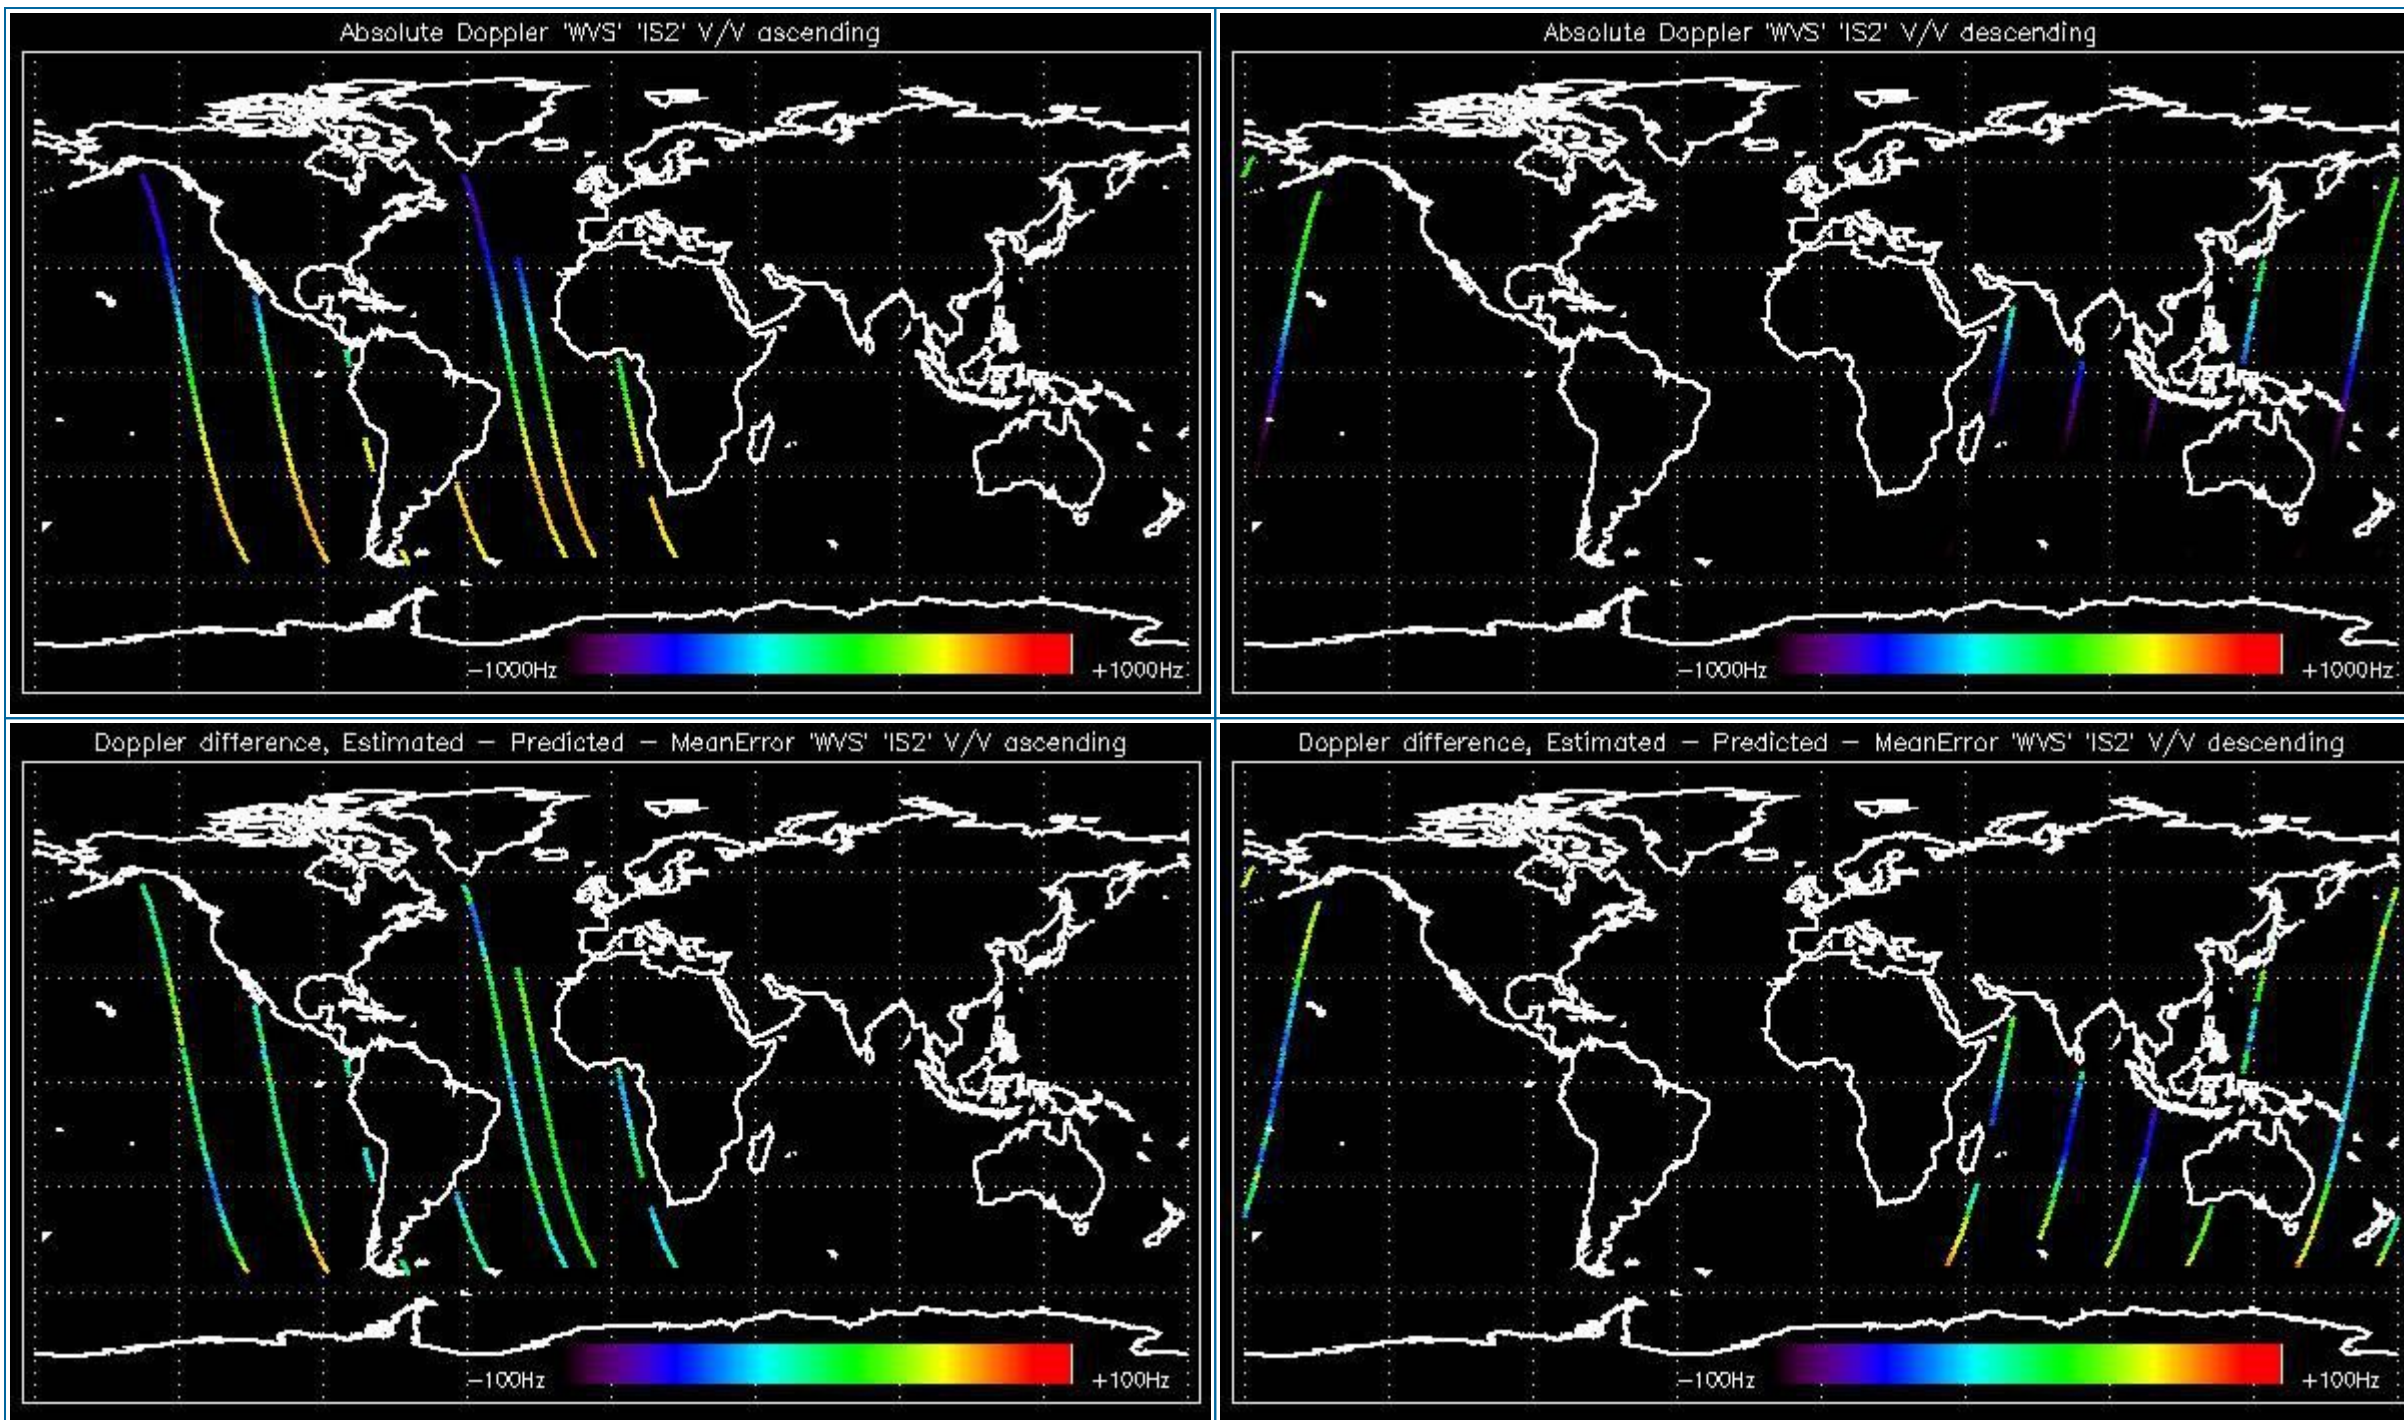 Absolute Doppler 'WVS' 'IS2' V/V ascending
-1000Hz
+1000Hz
Absolute Doppler 'WVS' 'IS2' V/V descending
-1000Hz
+1000Hz
Doppler difference, Estimated - Predicted - MeanError 'WVS' 'IS2' V/V ascending
-100Hz
+100Hz
Doppler difference, Estimated - Predicted - MeanError 'WVS' 'IS2' V/V descending
-100Hz
+100Hz